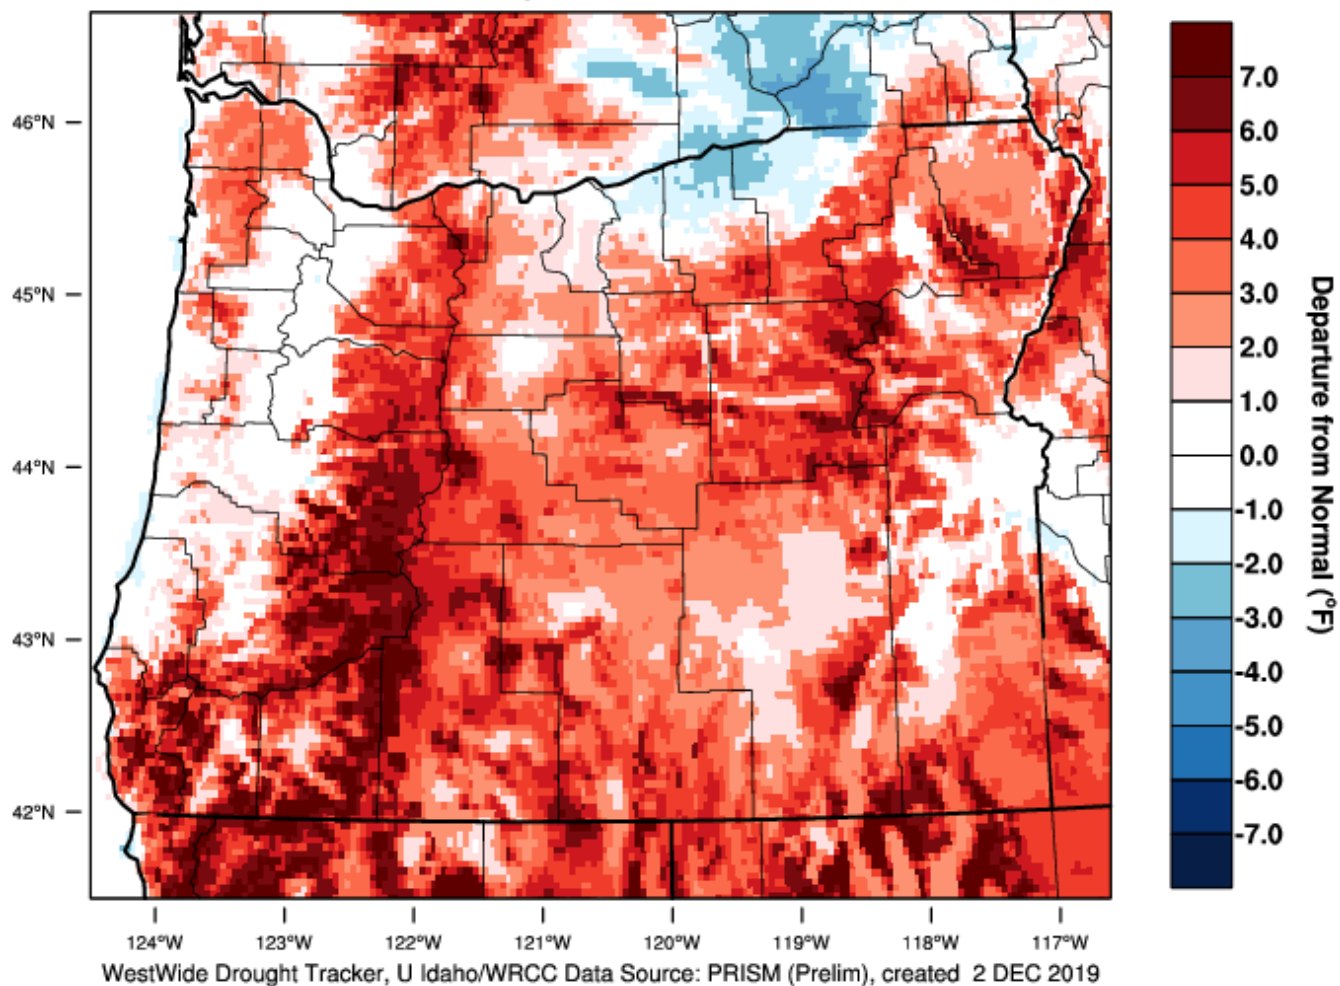 46°N
45°N
44°N
43°N
42°N
124°W 123°W 122°W 121°W 120°W 119°W 118°W 117°W
7.0
6.0
5.0
4.0
3.0
2.0
1.0
0.0
-1.0
-2.0
-3.0
-4.0
-5.0
-6.0
-7.0
Departure from Normal (°F)
WestWide Drought Tracker, U Idaho/WRCC Data Source: PRISM (Prelim), created 2 DEC 2019